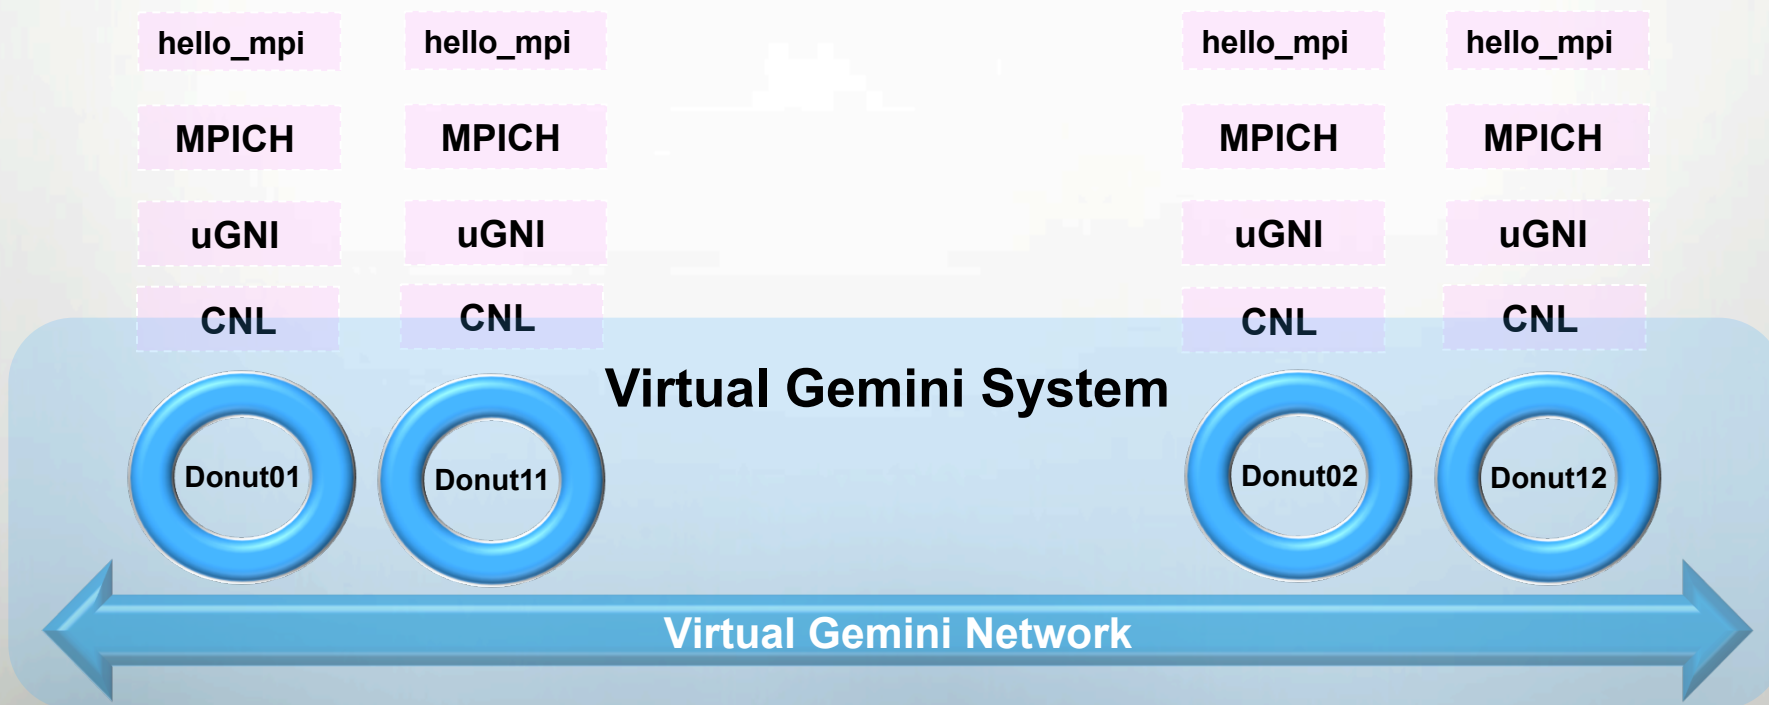 hello_mpi
hello_mpi
hello_mpi
hello_mpi
MPICH
MPICH
MPICH
MPICH
uGNI
uGNI
uGNI
uGNI
CNL
CNL
CNL
CNL
Virtual Gemini System
Donut01
Donut11
Donut02
Donut12
Virtual Gemini Network